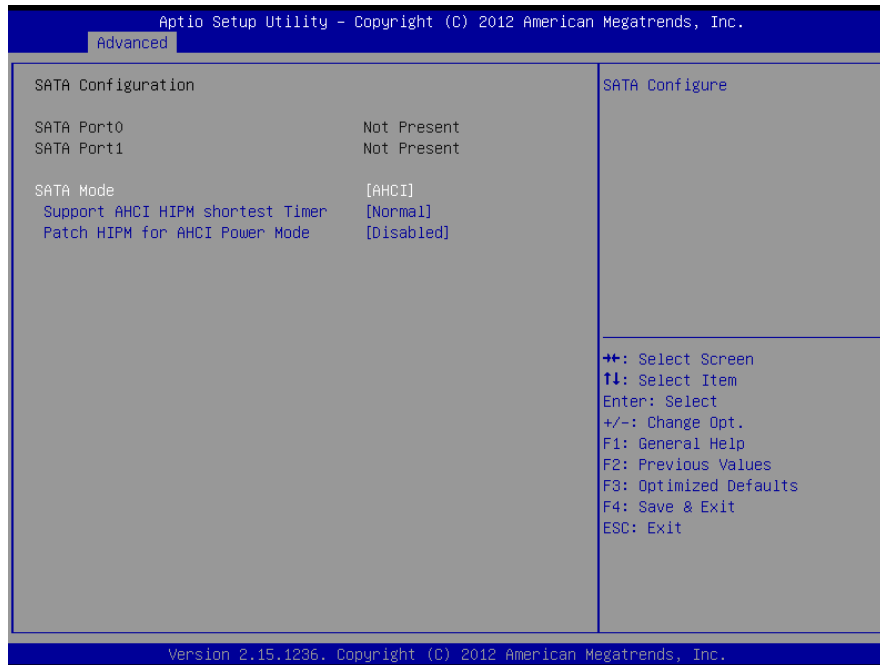 Aptio Setup Utility – Copyright (C) 2012 American Megatrends, Inc.
Advanced
SATA Configuration
SATA Port0 Not Present
SATA Port1 Not Present
SATA Mode [AHCI]
Support AHCI HIPM shortest Timer [Normal]
Patch HIPM for AHCI Power Mode [Disabled]
SATA Configure
→←: Select Screen
↑↓: Select Item
Enter: Select
+/-: Change Opt.
F1: General Help
F2: Previous Values
F3: Optimized Defaults
F4: Save & Exit
ESC: Exit
Version 2.15.1236. Copyright (C) 2012 American Megatrends, Inc.